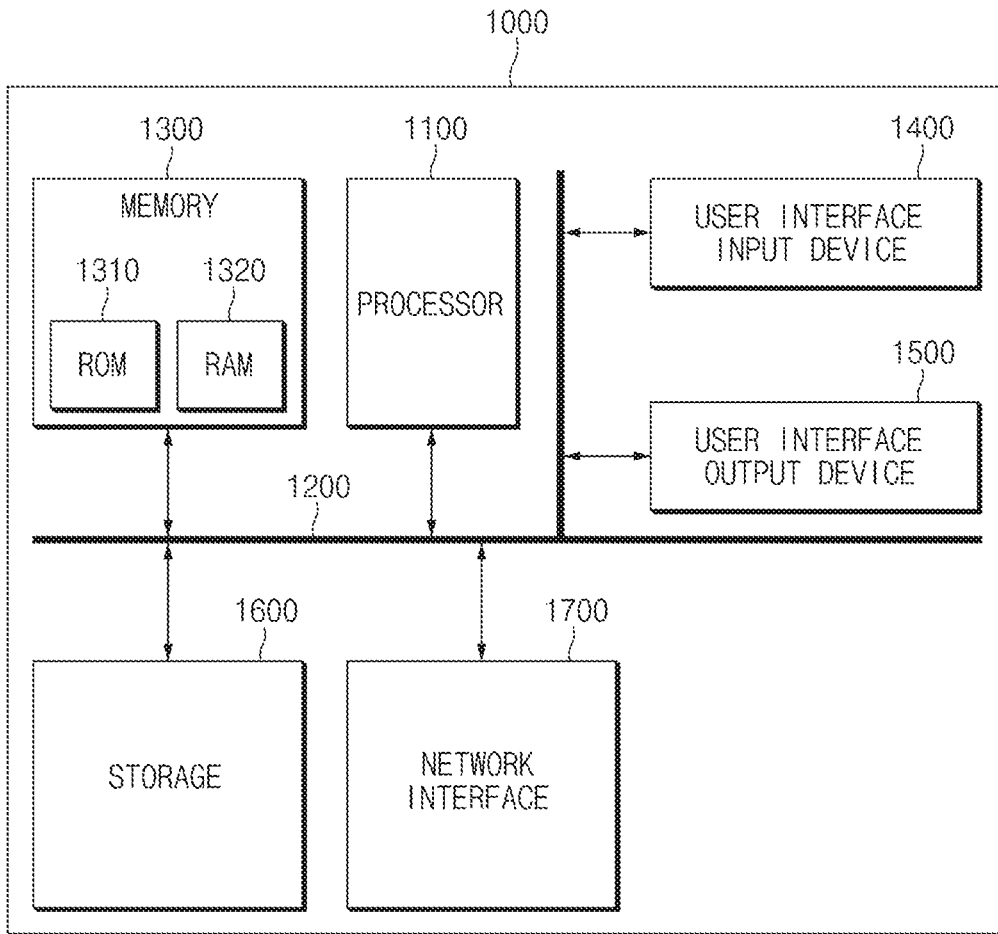 1000
1300
1100
1400
MEMORY
1310
1320
ROM
RAM
PROCESSOR
USER INTERFACE
INPUT DEVICE
1500
USER INTERFACE
OUTPUT DEVICE
1200
1600
1700
STORAGE
NETWORK
INTERFACE